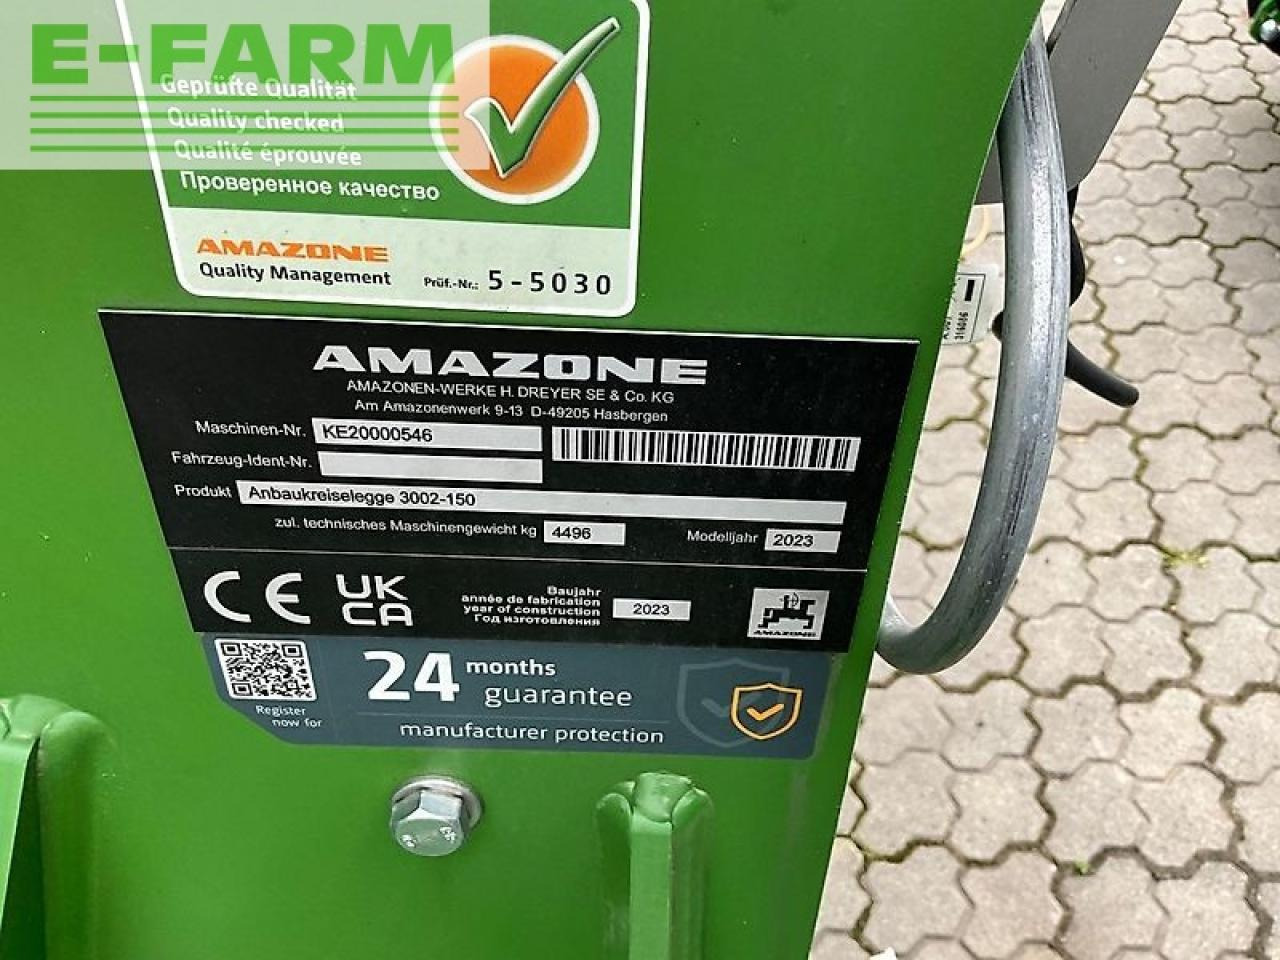 E-FARM
Geprüfte Qualität
Quality checked
Qualité éprouvée
Проверенное качество
AMAZONE
Quality Management
Prüf.-Nr.: 5-5030
AMAZONE
AMAZONEN-WERKE H. DREYER SE & Co. KG
Am Amazonenwerk 9-13 D-49205 Hasbergen
Maschinen-Nr. KE20000546
Fahrzeug-Ident-Nr.
Produkt Anbaukreiselegge 3002-150
zul. technisches Maschinengewicht kg 4496 Modelljahr 2023
CE UK CA
Baujahr
année de fabrication
year of construction 2023
Год изготовления
AMAZONE
Register
now for
24 months
guarantee
manufacturer protection